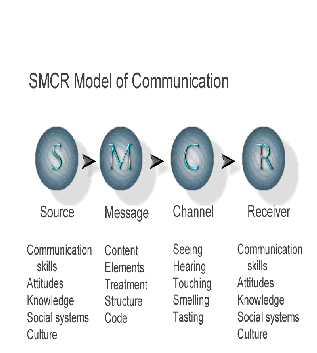 SMCR Model of Communication
S M C R
Source Message Channel Receiver
Communication skills
Attitudes
Knowledge
Social systems
Culture
Content
Elements
Treatment
Structure
Code
Seeing
Hearing
Touching
Smelling
Tasting
Communication skills
Attitudes
Knowledge
Social systems
Culture